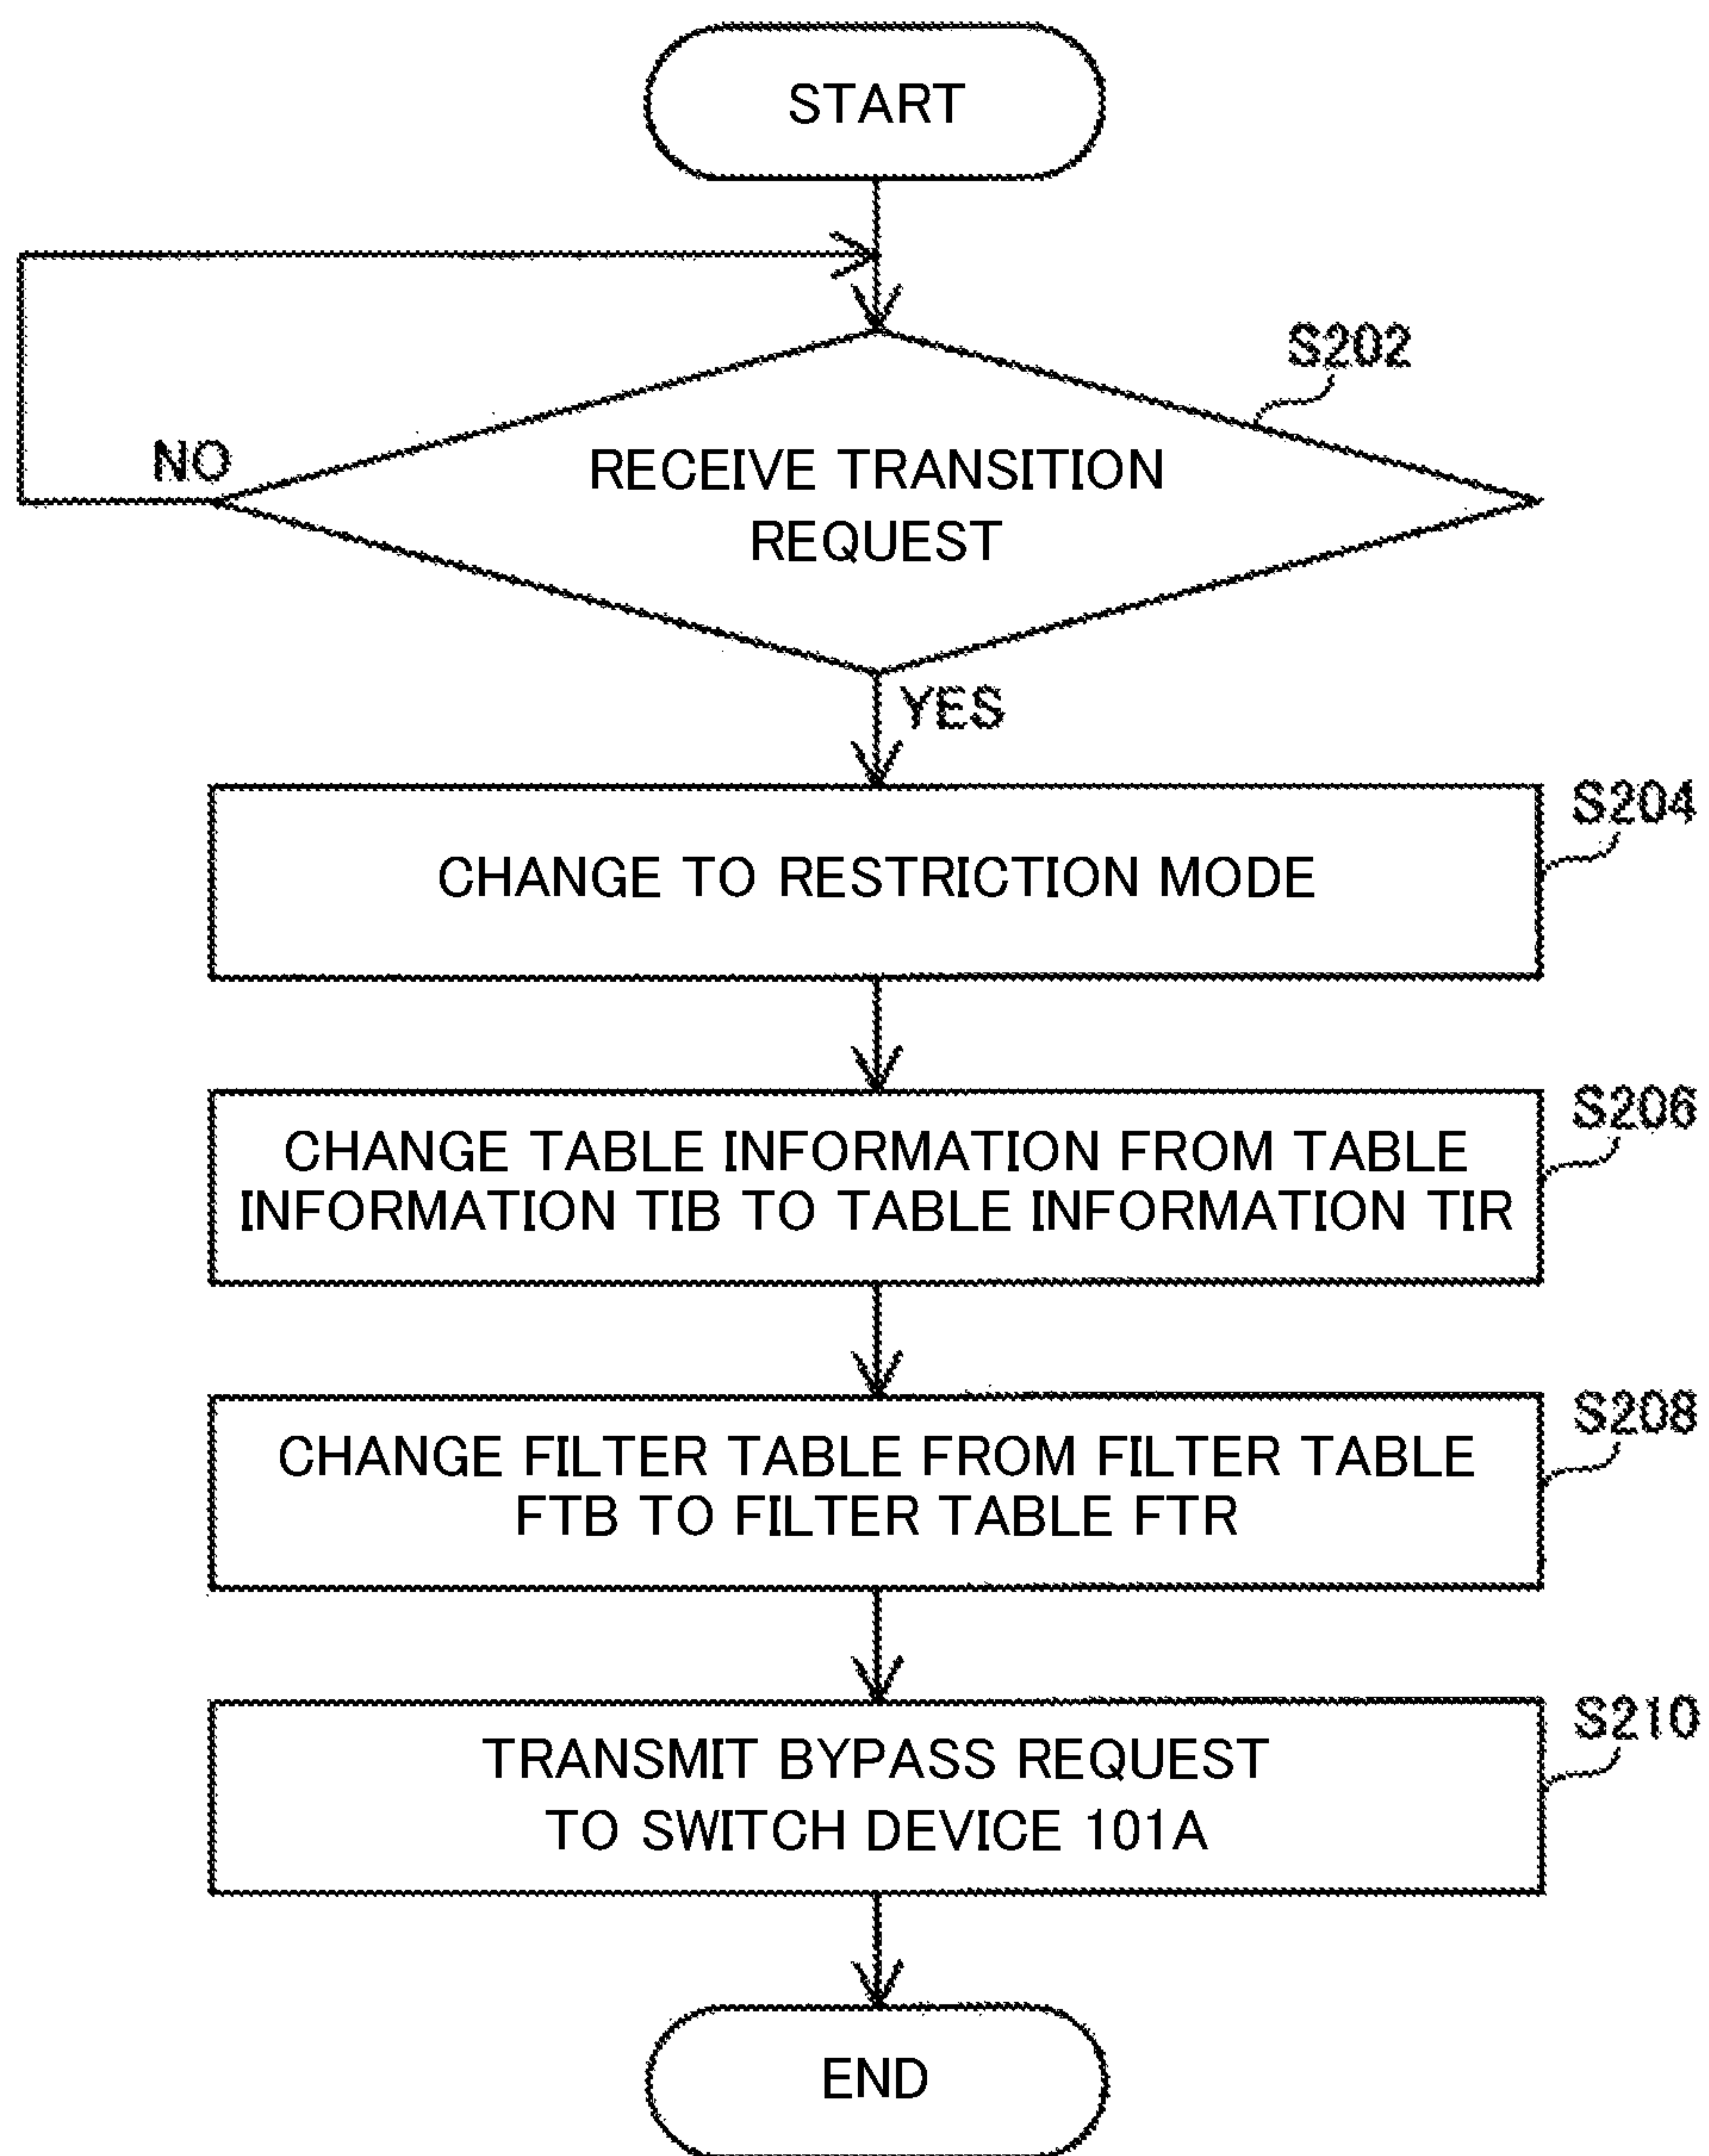 START
S202
NO
RECEIVE TRANSITION
REQUEST
YES
S204
CHANGE TO RESTRICTION MODE
S206
CHANGE TABLE INFORMATION FROM TABLE
INFORMATION TIB TO TABLE INFORMATION TIR
S208
CHANGE FILTER TABLE FROM FILTER TABLE
FTB TO FILTER TABLE FTR
S210
TRANSMIT BYPASS REQUEST
TO SWITCH DEVICE 101A
END